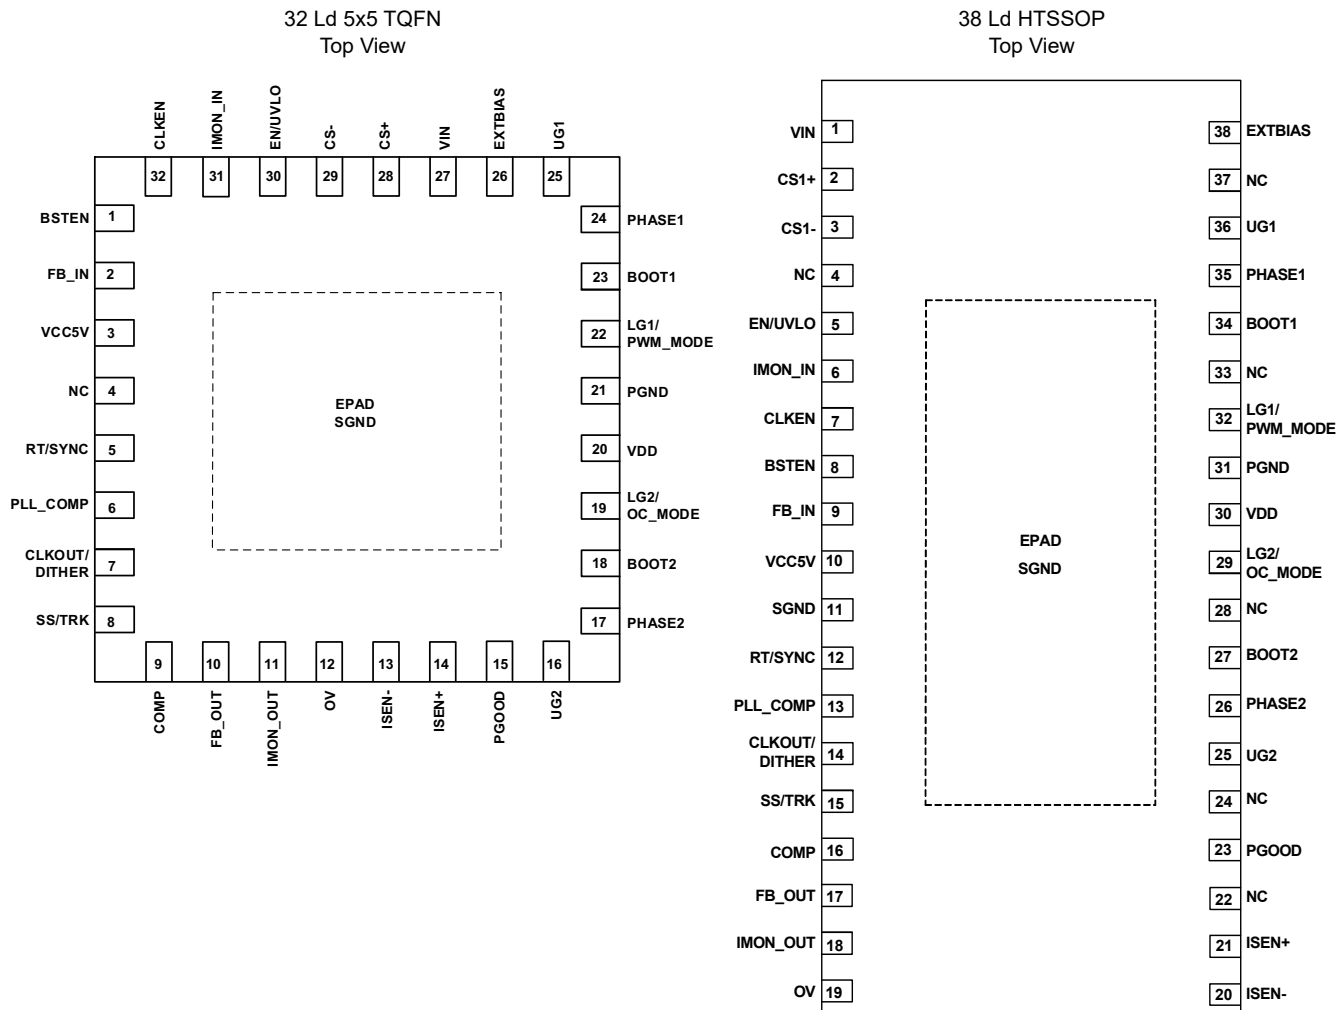 32 Ld 5x5 TQFN
Top View
CLKEN
IMON_IN
EN/UVLO
CS-
CS+
VIN
EXTBIAS
UG1
32
31
30
29
28
27
26
25
BSTEN 1
FB_IN 2
VCC5V 3
NC 4
RT/SYNC 5
PLL_COMP 6
CLKOUT/
DITHER 7
SS/TRK 8
EPAD
SGND
24 PHASE1
23 BOOT1
22 LG1/
PWM_MODE
21 PGND
20 VDD
19 LG2/
OC_MODE
18 BOOT2
17 PHASE2
9
10
11
12
13
14
15
16
COMP
FB_OUT
IMON_OUT
OV
ISEN-
ISEN+
PGOOD
UG2
38 Ld HTSSOP
Top View
VIN 1
CS1+ 2
CS1- 3
NC 4
EN/UVLO 5
IMON_IN 6
CLKEN 7
BSTEN 8
FB_IN 9
VCC5V 10
SGND 11
RT/SYNC 12
PLL_COMP 13
CLKOUT/
DITHER 14
SS/TRK 15
COMP 16
FB_OUT 17
IMON_OUT 18
OV 19
EPAD
SGND
38 EXTBIAS
37 NC
36 UG1
35 PHASE1
34 BOOT1
33 NC
32 LG1/
PWM_MODE
31 PGND
30 VDD
29 LG2/
OC_MODE
28 NC
27 BOOT2
26 PHASE2
25 UG2
24 NC
23 PGOOD
22 NC
21 ISEN+
20 ISEN-